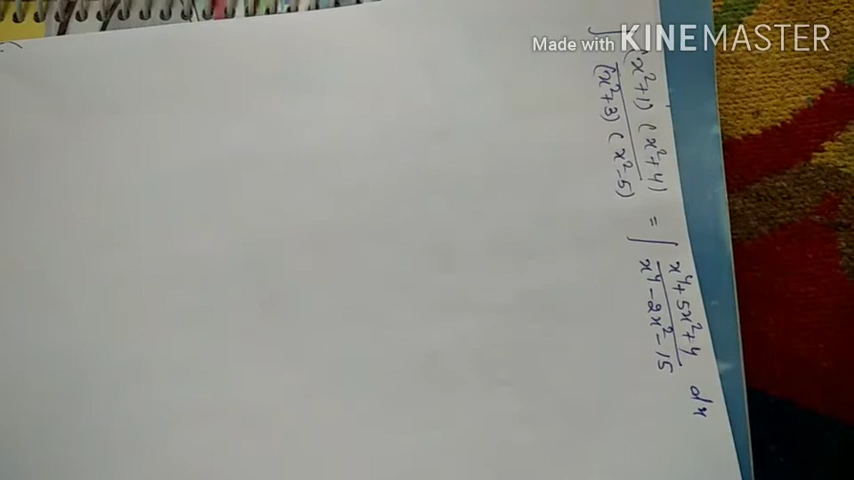 Made with KINEMASTER
∫ (x²+1) (x²+4) / (x²+3) (x²-5) = ∫ x⁴+5x²+4 / x⁴-2x²-15 dx